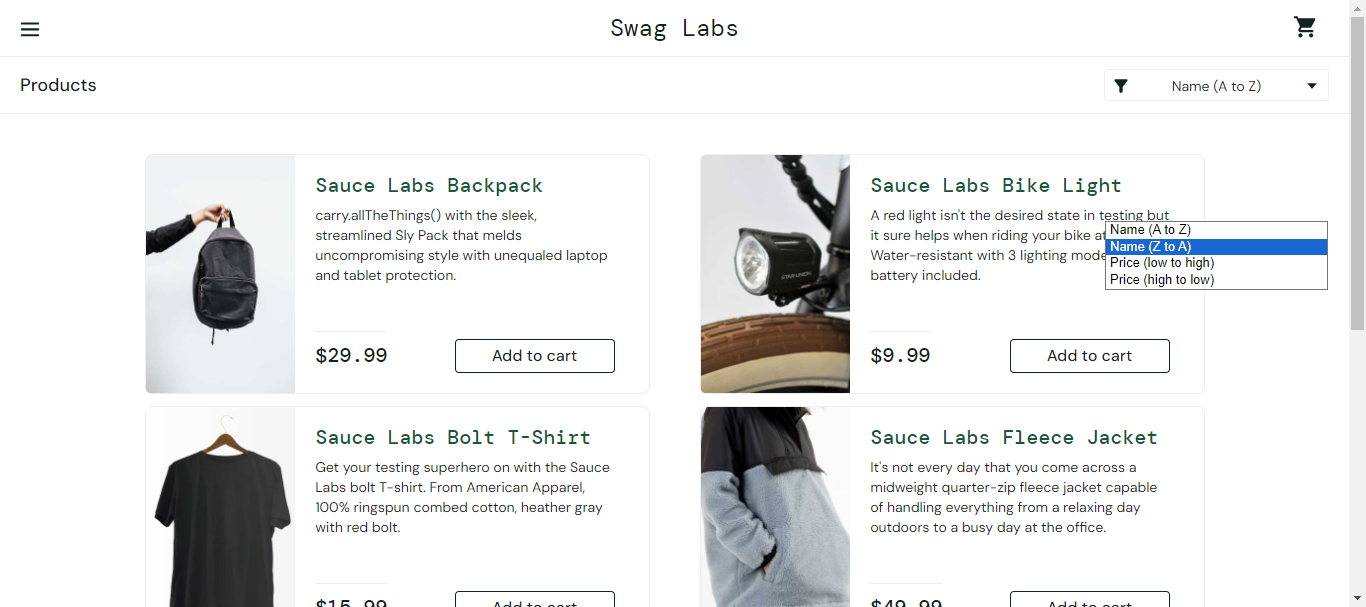 Swag Labs
Products
Name (A to Z)
Name (A to Z)
Name (Z to A)
Price (low to high)
Price (high to low)
Sauce Labs Backpack
carry.allTheThings() with the sleek,
streamlined Sly Pack that melds
uncompromising style with unequaled laptop
and tablet protection.
$29.99
Add to cart
Sauce Labs Bike Light
A red light isn't the desired state in testing but
it sure helps when riding your bike at
Water-resistant with 3 lighting
battery included.
STAR UNION
$9.99
Add to cart
Sauce Labs Bolt T-Shirt
Get your testing superhero on with the Sauce
Labs bolt T-shirt. From American Apparel,
100% ringspun combed cotton, heather gray
with red bolt.
$15.99
Add to cart
Sauce Labs Fleece Jacket
It's not every day that you come across a
midweight quarter-zip fleece jacket capable
of handling everything from a relaxing day
outdoors to a busy day at the office.
$49.99
Add to cart